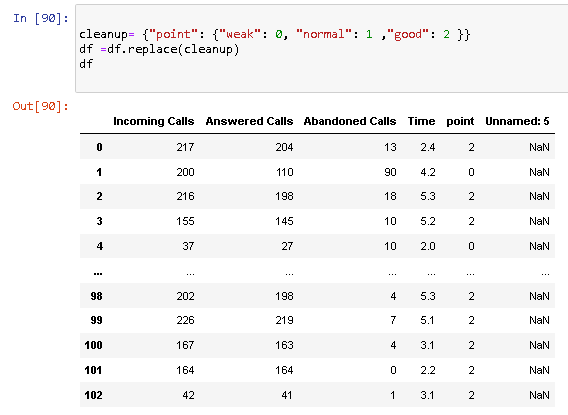 In [90]:
cleanup= {"point": {"weak": 0, "normal": 1 ,"good": 2 }}
df =df.replace(cleanup)
df
Out[90]:
Incoming Calls Answered Calls Abandoned Calls Time point Unnamed: 5
0 217 204 13 2.4 2 NaN
1 200 110 90 4.2 0 NaN
2 216 198 18 5.3 2 NaN
3 155 145 10 5.2 2 NaN
4 37 27 10 2.0 0 NaN
... ... ... ... ... ... ...
98 202 198 4 5.3 2 NaN
99 226 219 7 5.1 2 NaN
100 167 163 4 3.1 2 NaN
101 164 164 0 2.2 2 NaN
102 42 41 1 3.1 2 NaN